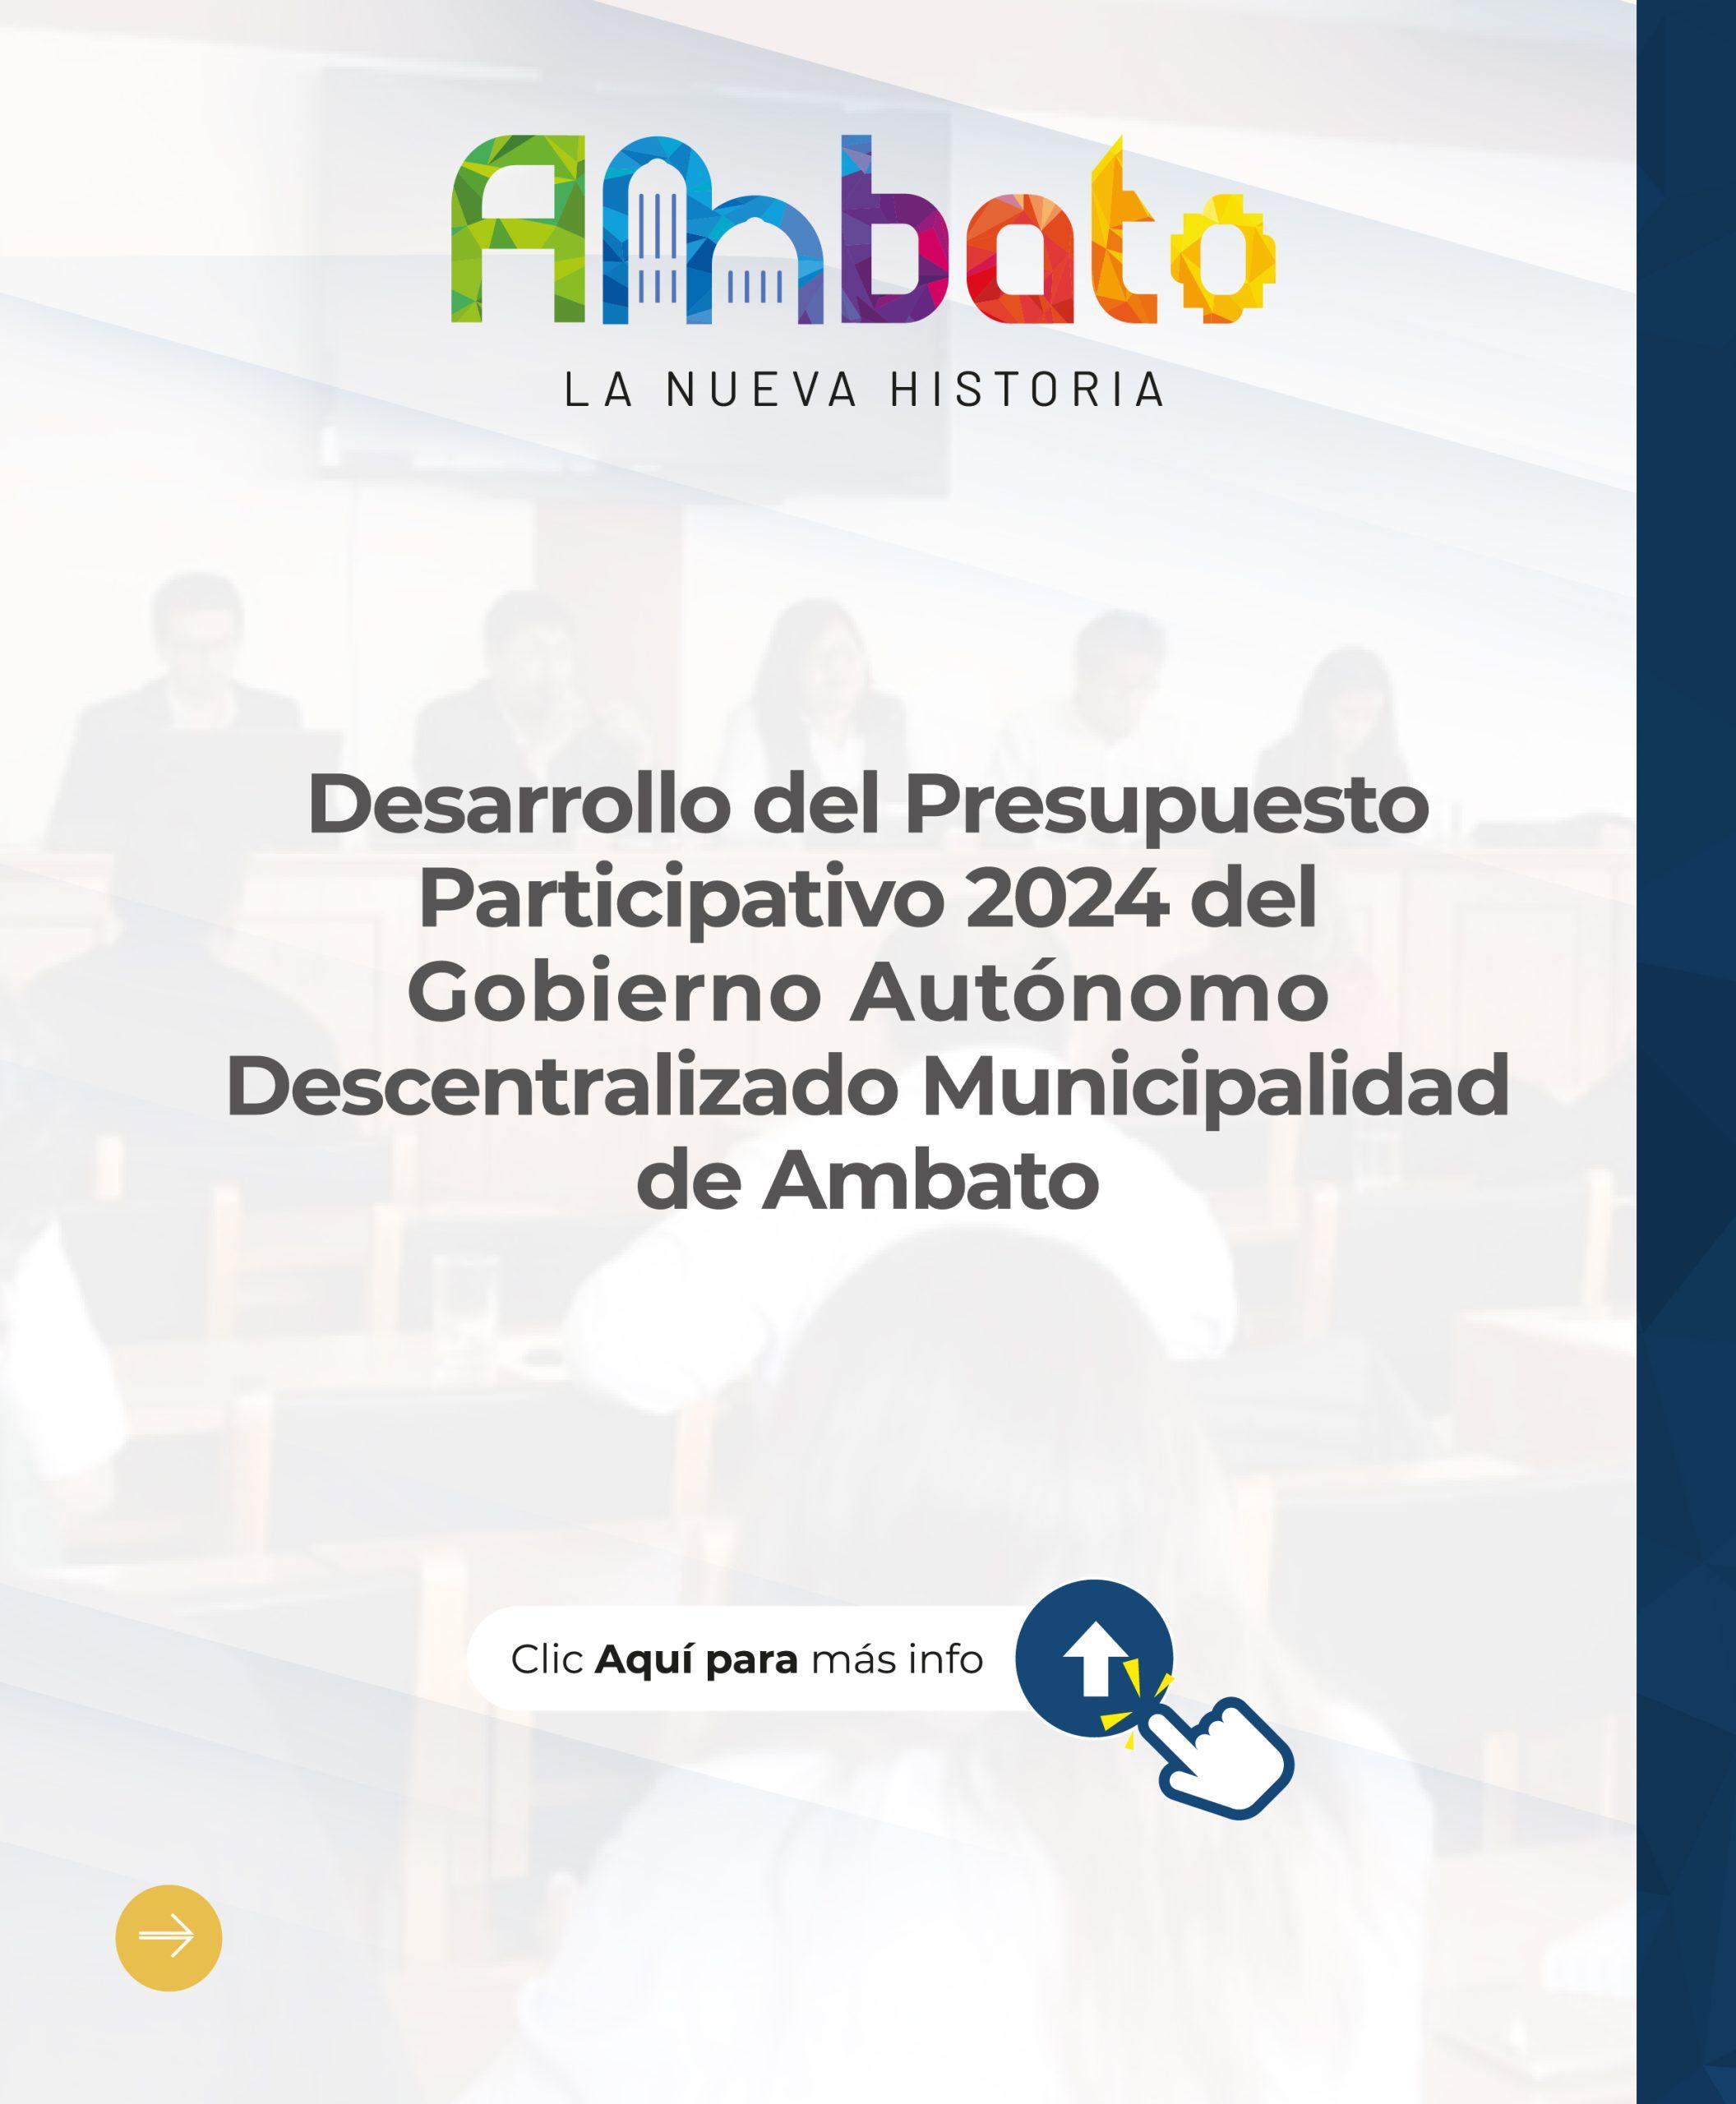 Ambato
LA NUEVA HISTORIA
Desarrollo del Presupuesto
Participativo 2024 del
Gobierno Autónomo
Descentralizado Municipalidad
de Ambato
Clic Aquí para más info